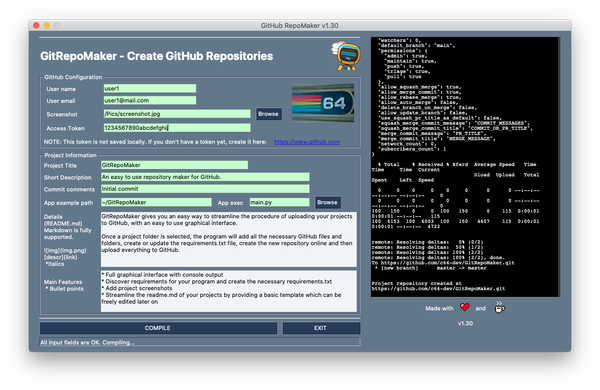 GitHub RepoMaker v1.30
GitRepoMaker - Create GitHub Repositories
GitHub Configuration
User name user1
User email user1@mail.com
Screenshot /Pics/screenshot.jpg Browse
Access Token 1234567890abcdefghij
64
NOTE: This token is not saved locally. If you don't have a token yet, create it here: https://www.github.com
Project Information
Project Title GitRepoMaker
Short Description An easy to use repository maker for GitHub.
Commit comments Initial commit
App example path ~/GitRepoMaker App exec main.py Browse
Details
(README.md)
Markdown is fully
supported.
![img](img.png)
[descr](link)
*Italics
GitRepoMaker gives you an easy way to streamline the procedure of uploading your projects
to GitHub, with an easy to use graphical interface.
Once a project folder is selected, the program will add all the necessary GitHub files and
folders, create or update the requirements.txt file, create the new repository online and then
upload everything to GitHub.
Main Features
* Bullet points
* Full graphical interface with console output
* Discover requirements for your program and create the necessary requirements.txt
* Add project screenshots
* Streamline the readme.md of your projects by providing a basic template which can be
freely edited later on
COMPILE EXIT
All input fields are OK. Compiling...
"watchers": 0,
"default_branch": "main",
"permissions": {
"admin": true,
"maintain": true,
"push": true,
"triage": true,
"pull": true
},
"allow_squash_merge": true,
"allow_merge_commit": true,
"allow_rebase_merge": true,
"allow_auto_merge": false,
"delete_branch_on_merge": false,
"allow_update_branch": false,
"use_squash_pr_title_as_default": false,
"squash_merge_commit_message": "COMMIT_MESSAGES",
"squash_merge_commit_title": "COMMIT_OR_PR_TITLE",
"merge_commit_message": "PR_TITLE",
"merge_commit_title": "MERGE_MESSAGE",
"network_count": 0,
"subscribers_count": 1
}
% Total % Received % Xferd Average Speed Time
Time Time Current
Dload Upload Total
Spent Left Speed
0 0 0 0 0 0 0 0 --:--:--
--:--:-- --:--:-- 0
0 0 0 0 0 0 0 0 --:--:--
--:--:-- --:--:-- 0
100 150 0 0 100 150 0 115 0:00:01
0:00:01 --:--:-- 115
100 6153 100 6003 100 150 4607 115 0:00:01
0:00:01 --:--:-- 4722
remote: Resolving deltas: 0% (0/2)
remote: Resolving deltas: 50% (1/2)
remote: Resolving deltas: 100% (2/2)
remote: Resolving deltas: 100% (2/2), done.
To https://github.com/c64-dev/GitRepoMaker.git
* [new branch] master -> master
Project repository created at
https://github.com/c64-dev/GitRepoMaker.git
Made with and
v1.30